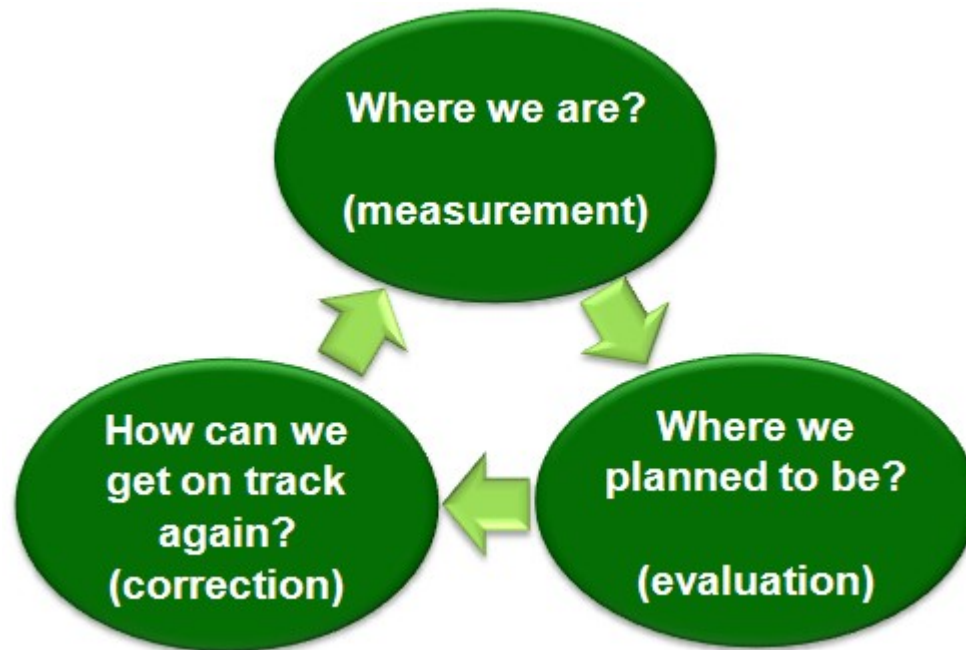 Where we are?
(measurement)
Where we
planned to be?
(evaluation)
How can we
get on track
again?
(correction)